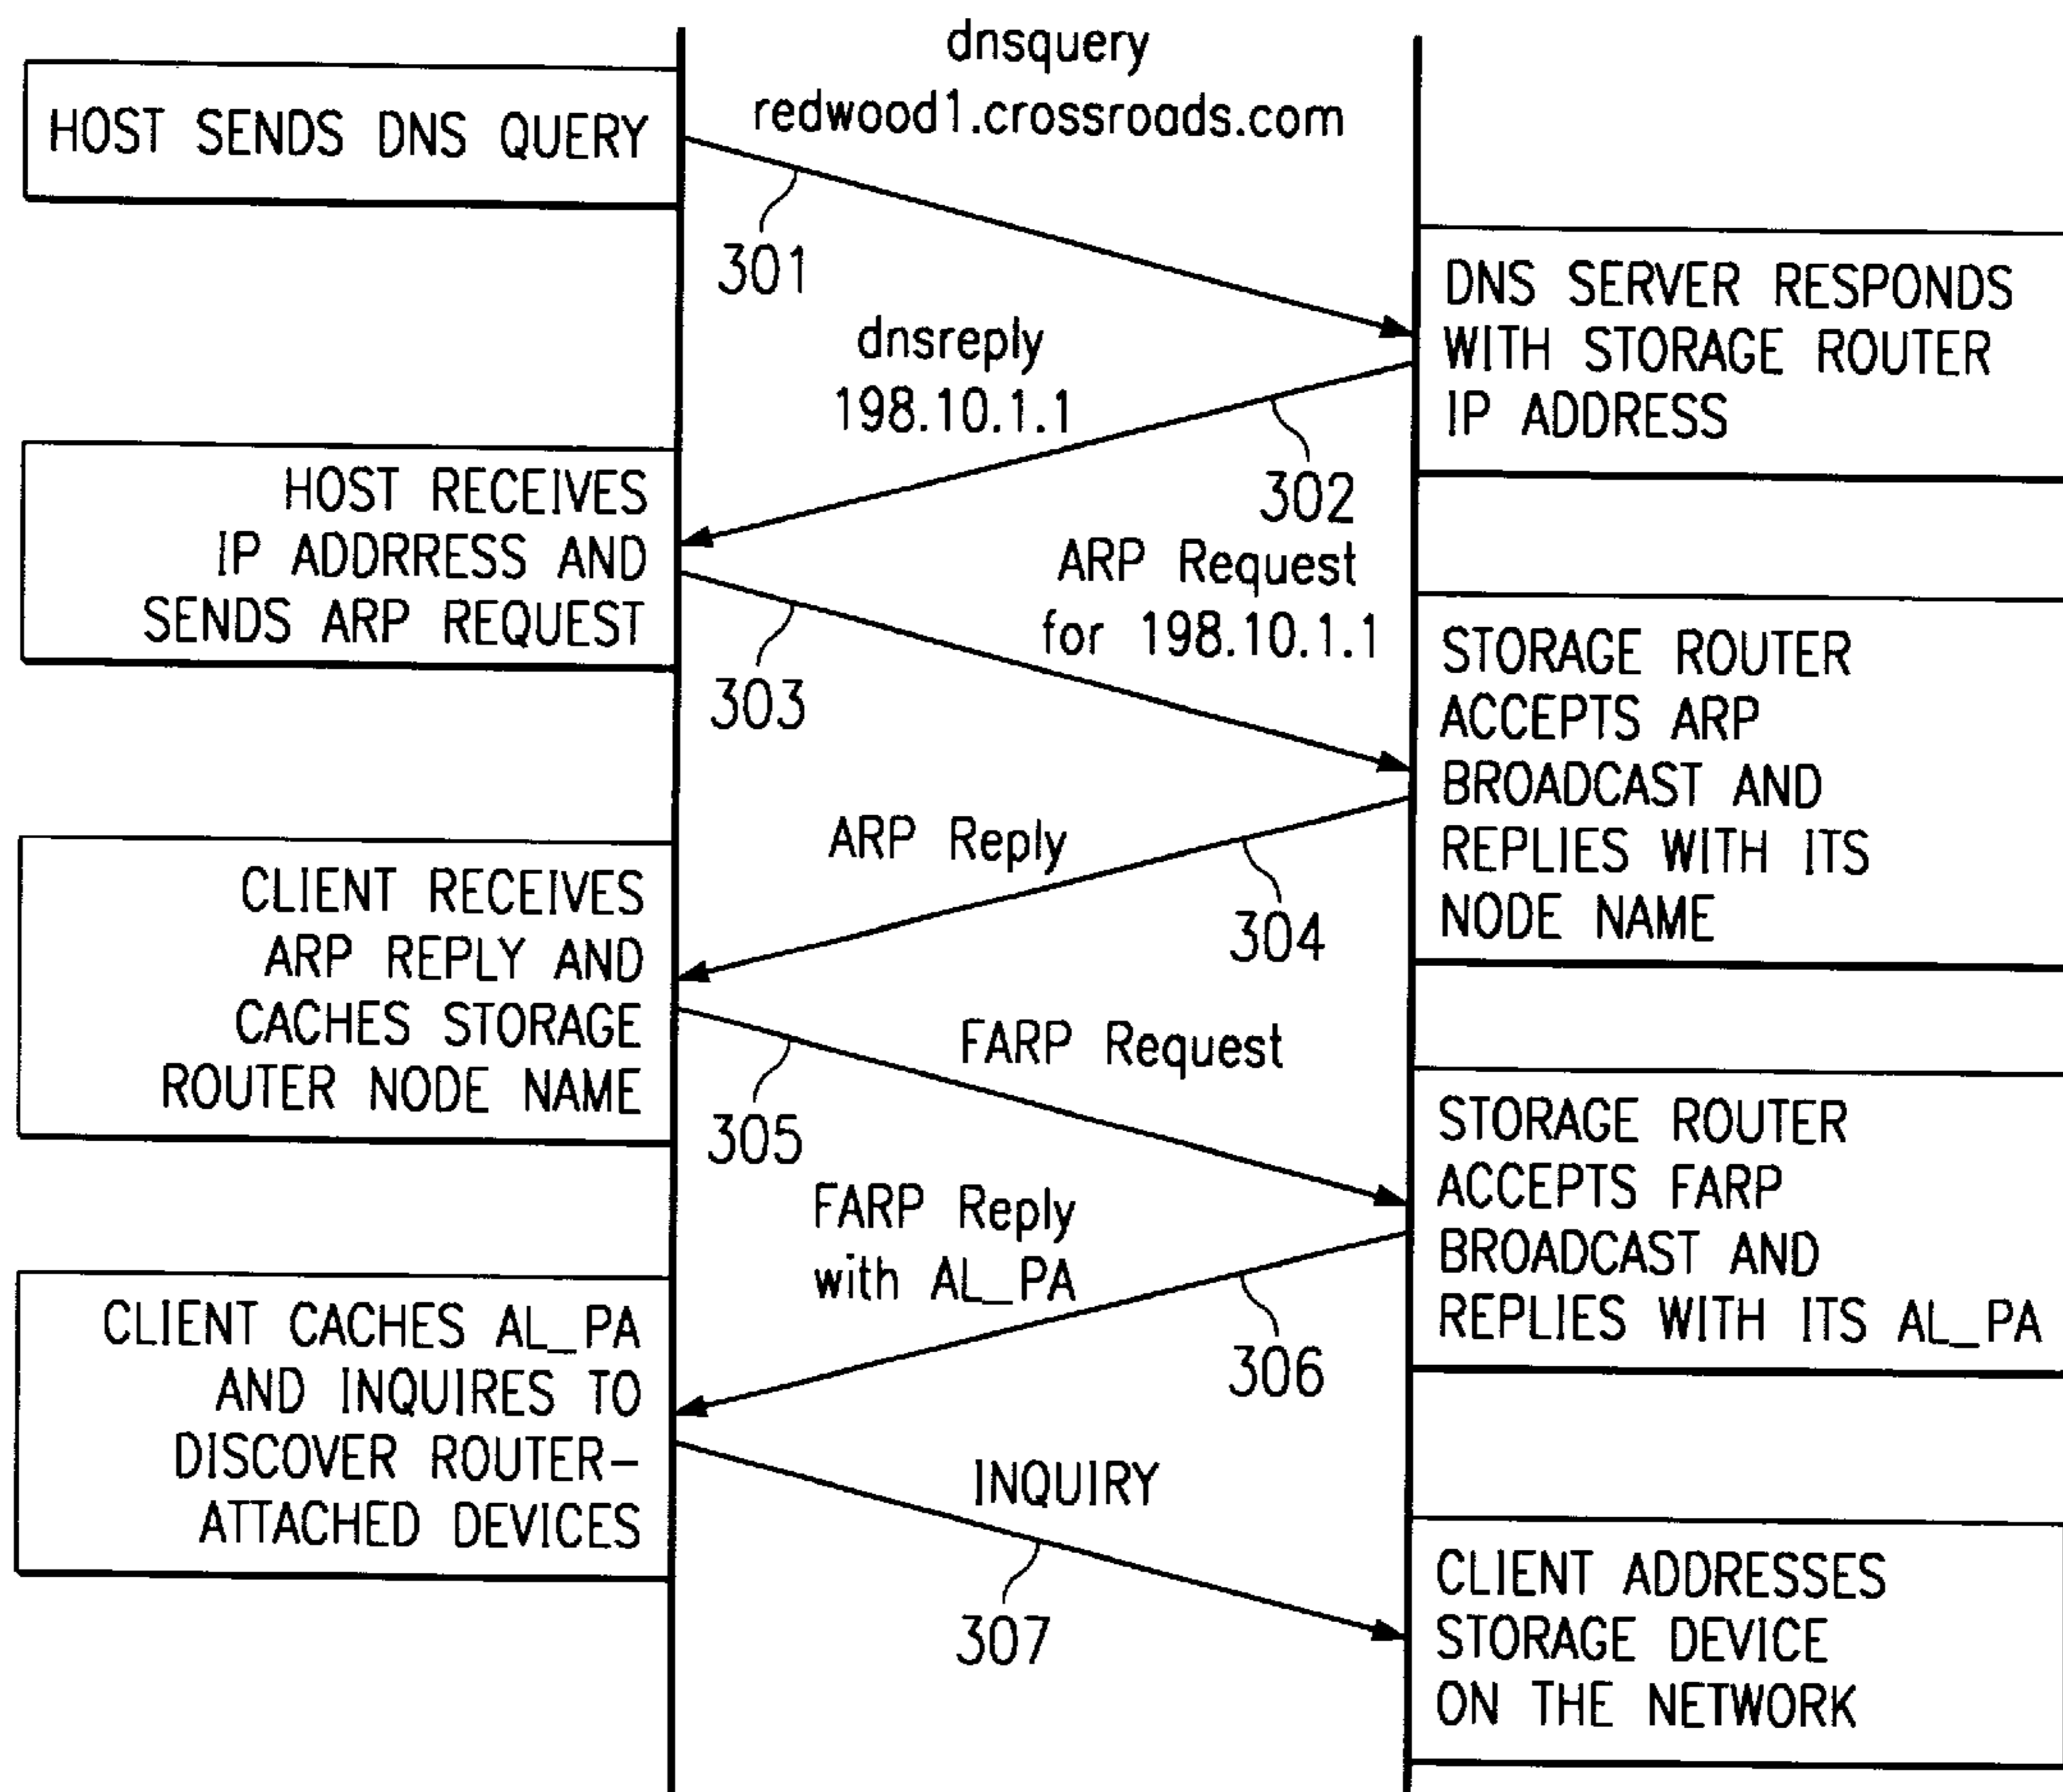 dnsquery
redwood1.crossroads.com
HOST SENDS DNS QUERY
301
DNS SERVER RESPONDS
WITH STORAGE ROUTER
IP ADDRESS
dnsreply
198.10.1.1
302
HOST RECEIVES
IP ADDRRESS AND
SENDS ARP REQUEST
ARP Request
for 198.10.1.1
303
STORAGE ROUTER
ACCEPTS ARP
BROADCAST AND
REPLIES WITH ITS
NODE NAME
ARP Reply
304
CLIENT RECEIVES
ARP REPLY AND
CACHES STORAGE
ROUTER NODE NAME
FARP Request
305
STORAGE ROUTER
ACCEPTS FARP
BROADCAST AND
REPLIES WITH ITS AL_PA
FARP Reply
with AL_PA
306
CLIENT CACHES AL_PA
AND INQUIRES TO
DISCOVER ROUTER–
ATTACHED DEVICES
INQUIRY
307
CLIENT ADDRESSES
STORAGE DEVICE
ON THE NETWORK